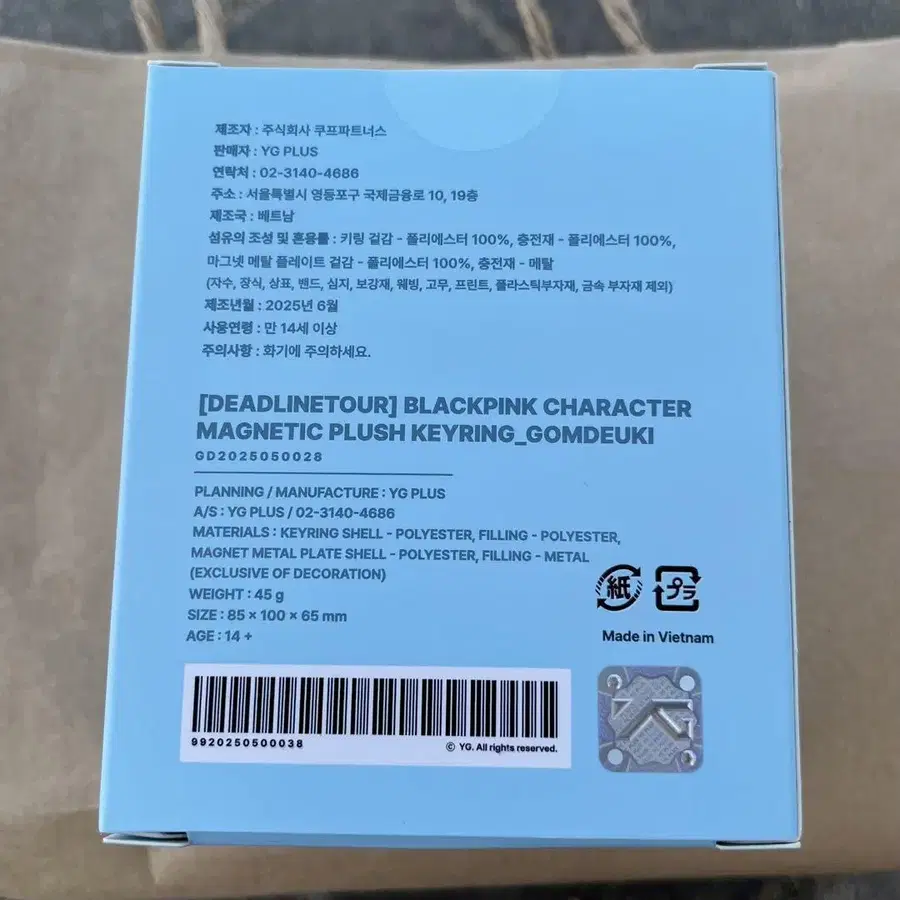 제조자 : 주식회사 쿠프파트너스
판매자 : YG PLUS
연락처 : 02-3140-4686
주소 : 서울특별시 영등포구 국제금융로 10, 19층
제조국 : 베트남
섬유의 조성 및 혼용률 : 키링 겉감 - 폴리에스터 100%, 충전재 - 폴리에스터 100%,
마그넷 메탈 플레이트 겉감 - 폴리에스터 100%, 충전재 - 메탈
(자수, 장식, 상표, 밴드, 심지, 보강재, 웨빙, 고무, 프린트, 플라스틱부자재, 금속 부자재 제외)
제조년월 : 2025년 6월
사용연령 : 만 14세 이상
주의사항 : 화기에 주의하세요.
[DEADLINETOUR] BLACKPINK CHARACTER
MAGNETIC PLUSH KEYRING_GOMDEUKI
GD2025050028
PLANNING / MANUFACTURE : YG PLUS
A/S : YG PLUS / 02-3140-4686
MATERIALS : KEYRING SHELL - POLYESTER, FILLING - POLYESTER,
MAGNET METAL PLATE SHELL - POLYESTER, FILLING - METAL
(EXCLUSIVE OF DECORATION)
WEIGHT : 45 g
SIZE : 85 × 100 × 65 mm
AGE : 14 +
紙 プラ
Made in Vietnam
9920250500038
© YG. All rights reserved.